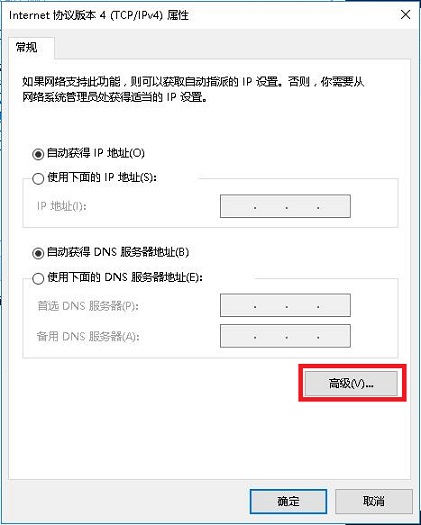 Internet 协议版本 4 (TCP/IPv4) 属性
常规
如果网络支持此功能，则可以获取自动指派的 IP 设置。否则，你需要从
网络系统管理员处获得适当的 IP 设置。
自动获得 IP 地址(O)
使用下面的 IP 地址(S):
IP 地址(I):
自动获得 DNS 服务器地址(B)
使用下面的 DNS 服务器地址(E):
首选 DNS 服务器(P):
备用 DNS 服务器(A):
高级(V)...
确定
取消